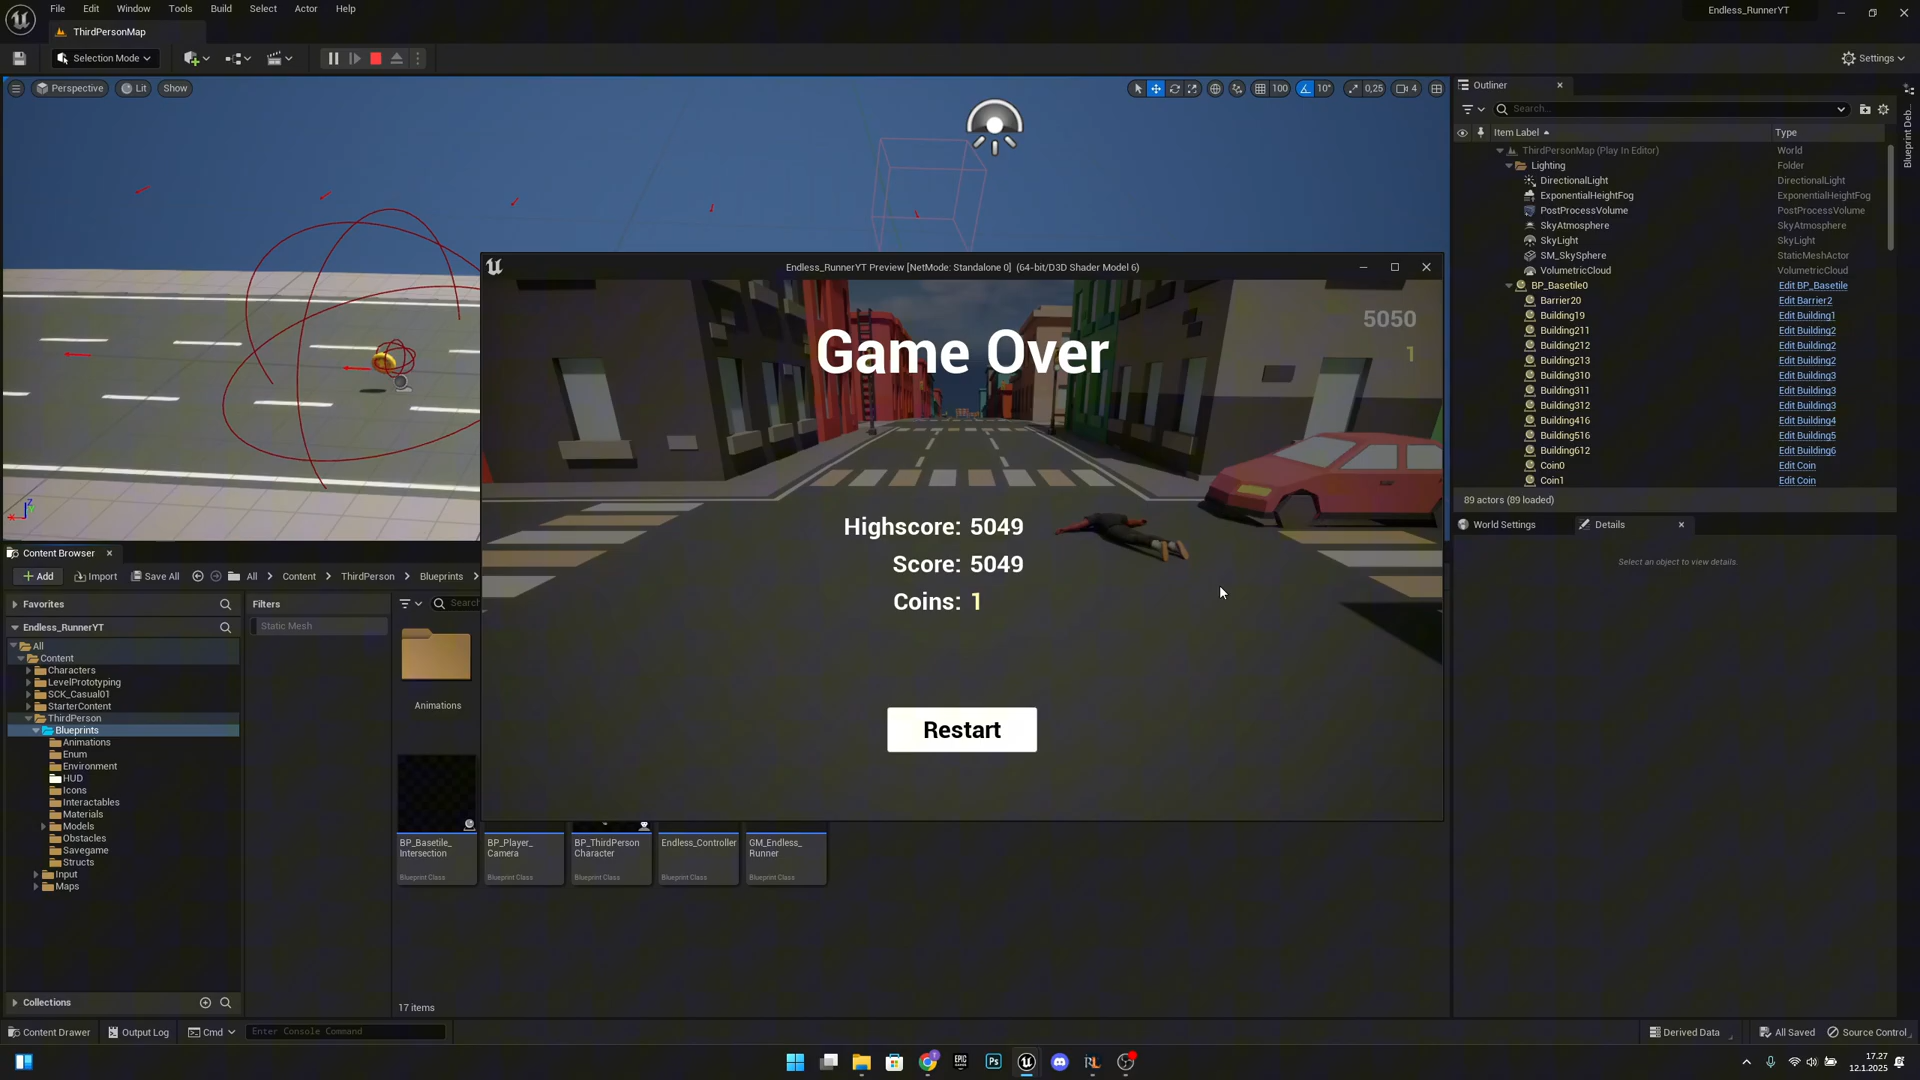 File Edit Window Tools Build Select Actor Help
Endless_RunnerYT
ThirdPersonMap
Selection Mode
Settings
Perspective Lit Show
100 10° 0,25 4
Outliner
Search...
Item Label Type
ThirdPersonMap (Play In Editor) World
Lighting Folder
DirectionalLight DirectionalLight
ExponentialHeightFog ExponentialHeightFog
PostProcessVolume PostProcessVolume
SkyAtmosphere SkyAtmosphere
SkyLight SkyLight
SM_SkySphere StaticMeshActor
VolumetricCloud VolumetricCloud
BP_Basetile0 Edit BP_Basetile
Barrier20 Edit Barrier2
Building19 Edit Building1
Building211 Edit Building2
Building212 Edit Building2
Building213 Edit Building2
Building310 Edit Building3
Building311 Edit Building3
Building312 Edit Building3
Building416 Edit Building4
Building516 Edit Building5
Building612 Edit Building6
Coin0 Edit Coin
Coin1 Edit Coin
89 actors (89 loaded)
Blueprint Deb...
World Settings Details
Select an object to view details.
Endless_RunnerYT Preview [NetMode: Standalone 0] (64-bit/D3D Shader Model 6)
5050
1
Game Over
Highscore: 5049
Score: 5049
Coins: 1
Restart
Content Browser
Add Import Save All All Content ThirdPerson Blueprints
Favorites
Filters
Search
Static Mesh
Endless_RunnerYT
All
Content
Characters
LevelPrototyping
SCK_Casual01
StarterContent
ThirdPerson
Blueprints
Animations
Enum
Environment
HUD
Icons
Interactables
Materials
Models
Obstacles
Savegame
Structs
Input
Maps
Animations
BP_Basetile_
Intersection
Blueprint Class
BP_Player_
Camera
Blueprint Class
BP_ThirdPerson
Character
Blueprint Class
Endless_Controller
Blueprint Class
GM_Endless_
Runner
Blueprint Class
Collections
17 items
Content Drawer Output Log Cmd Enter Console Command
Derived Data All Saved Source Control
EPIC
GAMES
Ps
17.27
12.1.2025